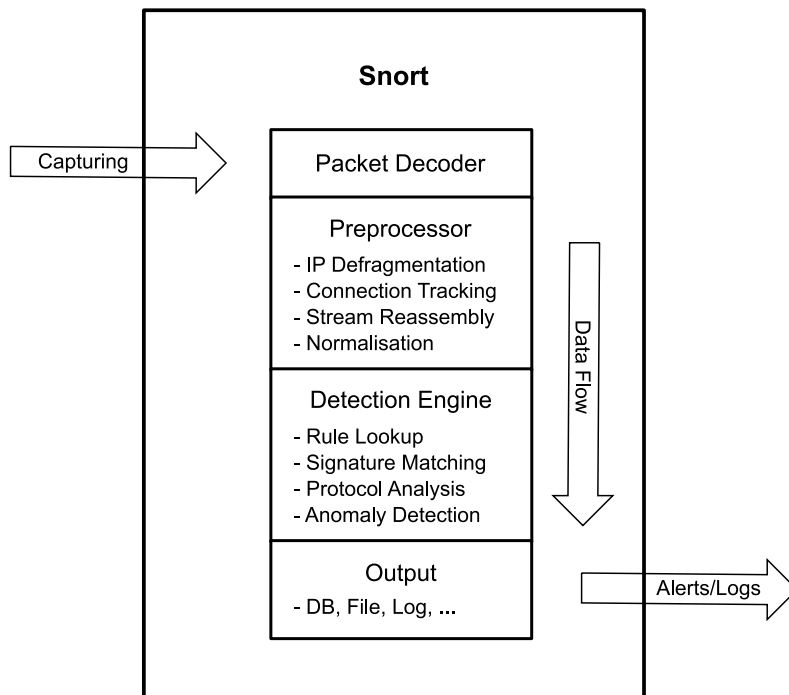 Snort
Capturing
Packet Decoder
Preprocessor
- IP Defragmentation
- Connection Tracking
- Stream Reassembly
- Normalisation
Data Flow
Detection Engine
- Rule Lookup
- Signature Matching
- Protocol Analysis
- Anomaly Detection
Output
- DB, File, Log, ...
Alerts/Logs